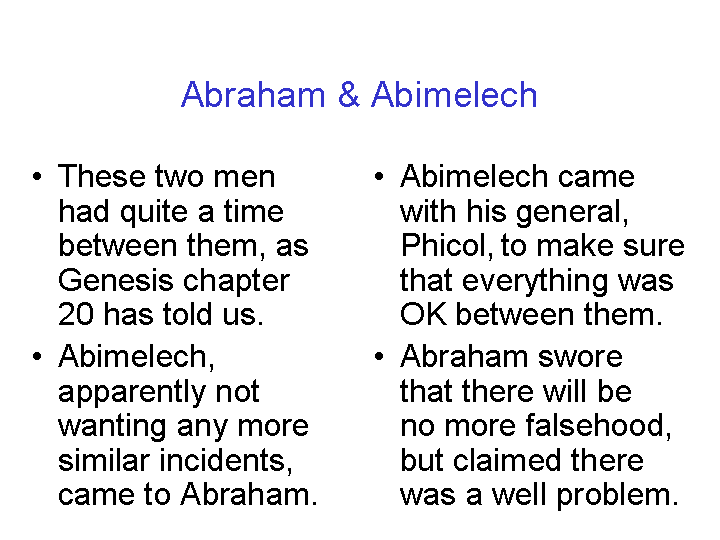 Abraham & Abimelech
• These two men
had quite a time
between them, as
Genesis chapter
20 has told us.
• Abimelech,
apparently not
wanting any more
similar incidents,
came to Abraham.
• Abimelech came
with his general,
Phicol, to make sure
that everything was
OK between them.
• Abraham swore
that there will be
no more falsehood,
but claimed there
was a well problem.